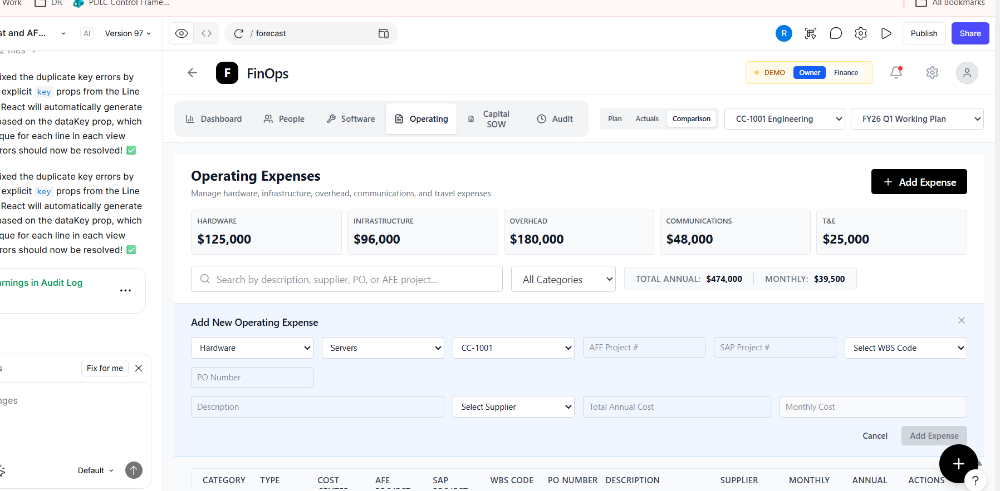 Work DR PDLC Control Frame... All Bookmarks
st and AF... AI Version 97 / forecast R Publish Share
2 files
ixed the duplicate key errors by
explicit key props from the Line
React will automatically generate
based on the dataKey prop, which
que for each line in each view
rors should now be resolved! ✅
ixed the duplicate key errors by
explicit key props from the Line
React will automatically generate
based on the dataKey prop, which
que for each line in each view
rors should now be resolved! ✅
arnings in Audit Log
s Fix for me
nges
Default
F FinOps DEMO Owner Finance
Dashboard People Software Operating Capital SOW Audit Plan Actuals Comparison CC-1001 Engineering FY26 Q1 Working Plan
Operating Expenses
Manage hardware, infrastructure, overhead, communications, and travel expenses
+ Add Expense
HARDWARE INFRASTRUCTURE OVERHEAD COMMUNICATIONS T&E
$125,000 $96,000 $180,000 $48,000 $25,000
Search by description, supplier, PO, or AFE project... All Categories TOTAL ANNUAL: $474,000 MONTHLY: $39,500
Add New Operating Expense
Hardware Servers CC-1001 AFE Project # SAP Project # Select WBS Code
PO Number
Description Select Supplier Total Annual Cost Monthly Cost
Cancel Add Expense
+
?
CATEGORY TYPE COST CENTER AFE PROJECT SAP PROJECT WBS CODE PO NUMBER DESCRIPTION SUPPLIER MONTHLY ANNUAL ACTIONS